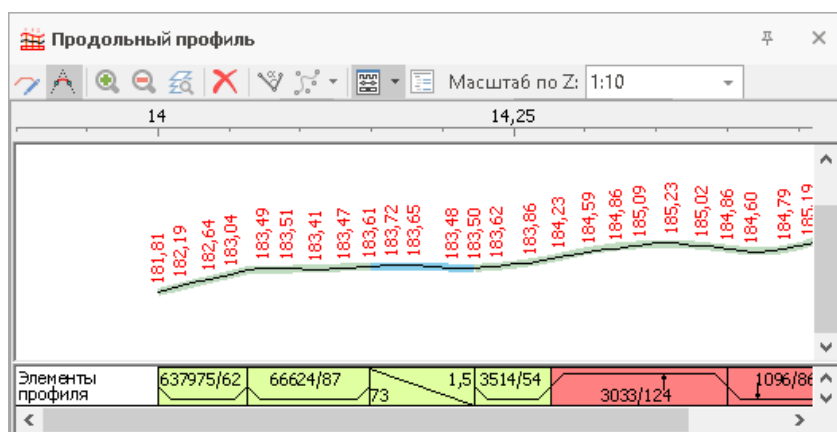 Продольный профиль
Масштаб по Z: 1:10
14 14,25
181,81 182,19 182,64 183,04 183,49 183,51 183,41 183,47 183,61 183,72 183,65 183,48 183,50 183,62 183,86 184,23 184,59 184,86 185,09 185,23 185,02 184,86 184,60 184,79 185,19
Элементы
профиля
637975/62 66624/87 73 1,5 3514/54 3033/124 1096/86